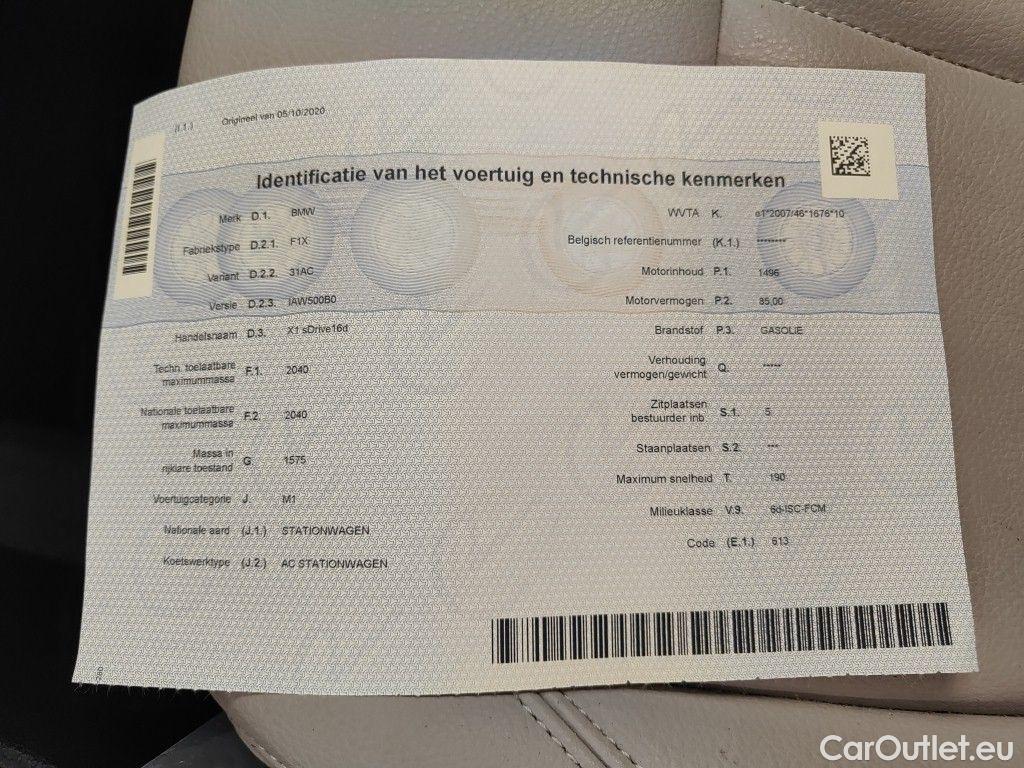 (I.1.) Origineel van 05/10/2020
Identificatie van het voertuig en technische kenmerken
Merk D.1. BMW
Fabriekstype D.2.1. F1X
Variant D.2.2. 31AC
Versie D.2.3. IAW500B0
Handelsnaam D.3. X1 sDrive16d
Techn. toelaatbare
maximummassa F.1. 2040
Nationale toelaatbare
maximummassa F.2. 2040
Massa in
rijklare toestand G. 1575
Voertuigcategorie J. M1
Nationale aard (J.1.) STATIONWAGEN
Koetswerktype (J.2.) AC STATIONWAGEN
WVTA K. e1*2007/46*1676*10
Belgisch referentienummer (K.1.) ********
Motorinhoud P.1. 1496
Motorvermogen P.2. 85,00
Brandstof P.3. GASOLIE
Verhouding
vermogen/gewicht Q. *****
Zitplaatsen
bestuurder inb. S.1. 5
Staanplaatsen S.2. ***
Maximum snelheid T. 190
Milieuklasse V.9. 6d-ISC-FCM
Code (E.1.) 613
CarOutlet.eu